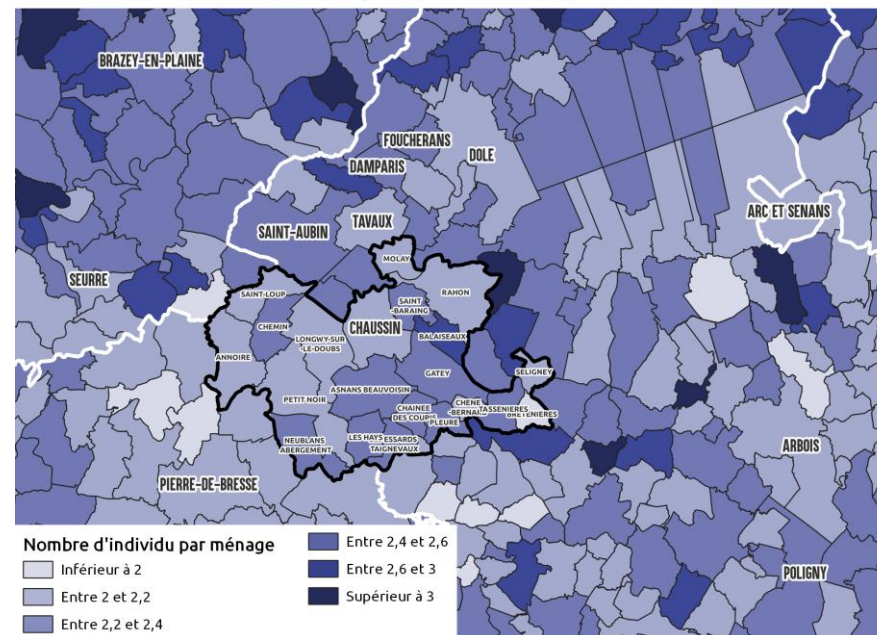 BRAZEY-EN-PLAINE
FOUCHERANS
DOLE
DAMPARIS
ARC ET SENANS
TAVAUX
SAINT-AUBIN
MOLAY
SEURRE
SAINT-LOUP
RAHON
SAINT
-BARAING
CHEMIN
CHAUSSIN
LONGWY-SUR
-LE-DOUBS
BALAISEAUX
ANNOIRE
GATEY
SELIGNEY
ASNANS BEAUVOISIN
PETIT NOIR
CHENE
-BERNARD
TASSENIERES
BRETENIERES
CHAINEE
DES COUPIS
PLEURE
NEUBLANS
ABERGEMENT
LES HAYS
ESSARDS
TAIGNEVAUX
ARBOIS
PIERRE-DE-BRESSE
POLIGNY
Nombre d'individu par ménage
Inférieur à 2
Entre 2 et 2,2
Entre 2,2 et 2,4
Entre 2,4 et 2,6
Entre 2,6 et 3
Supérieur à 3